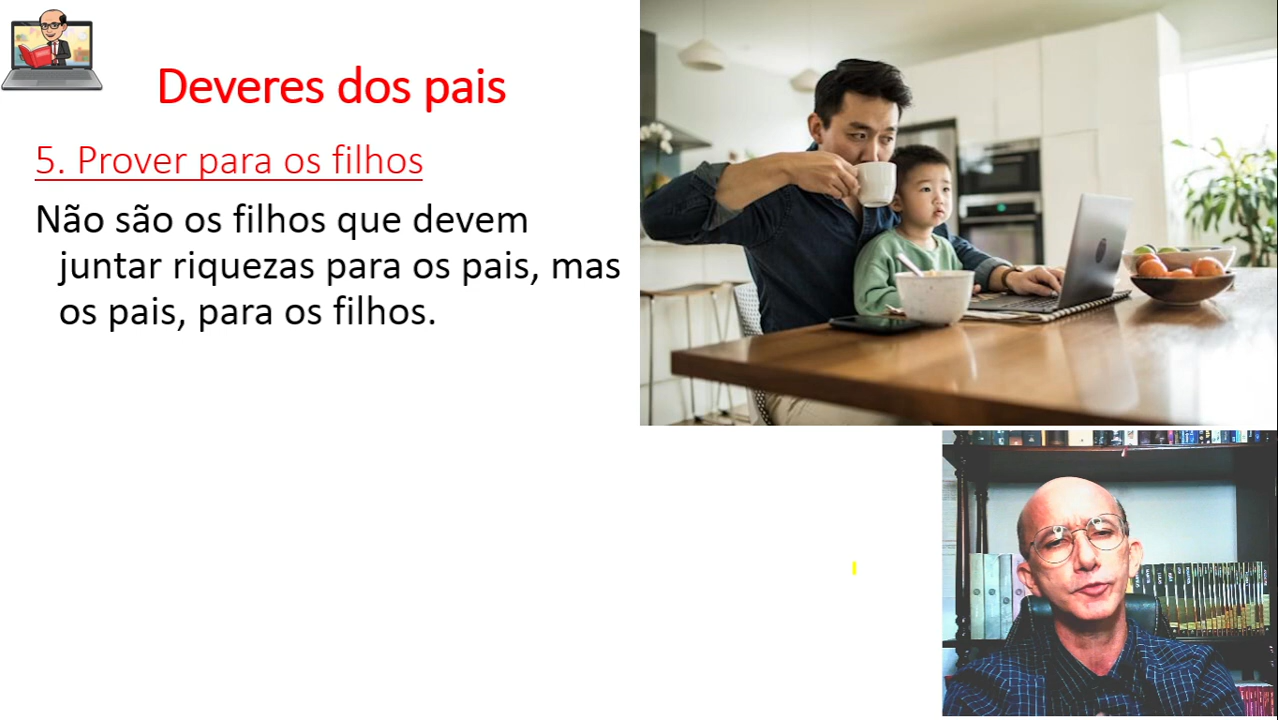 Deveres dos pais
5. Prover para os filhos
Não são os filhos que devem
juntar riquezas para os pais, mas
os pais, para os filhos.